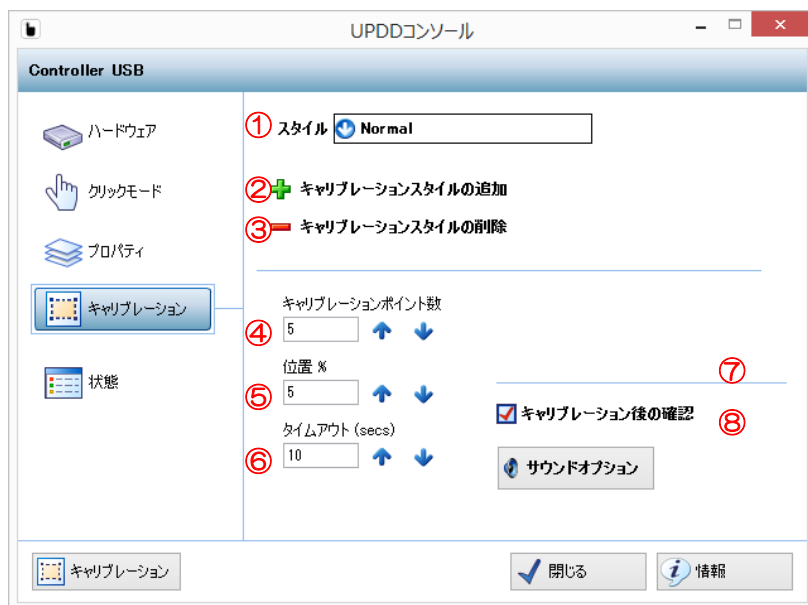 UPDDコンソール
Controller USB
ハードウェア
クリックモード
プロパティ
キャリブレーション
状態
① スタイル Normal
② キャリブレーションスタイルの追加
③ キャリブレーションスタイルの削除
キャリブレーションポイント数
④ 5
位置 %
⑤ 5
タイムアウト (secs)
⑥ 10
⑦
キャリブレーション後の確認 ⑧
サウンドオプション
キャリブレーション
閉じる
情報